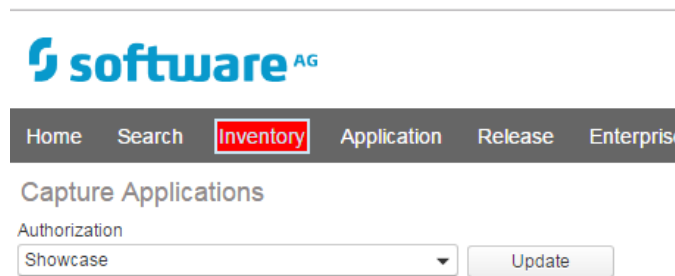 software AG
Home Search Inventory Application Release Enterpris
Capture Applications
Authorization
Showcase Update